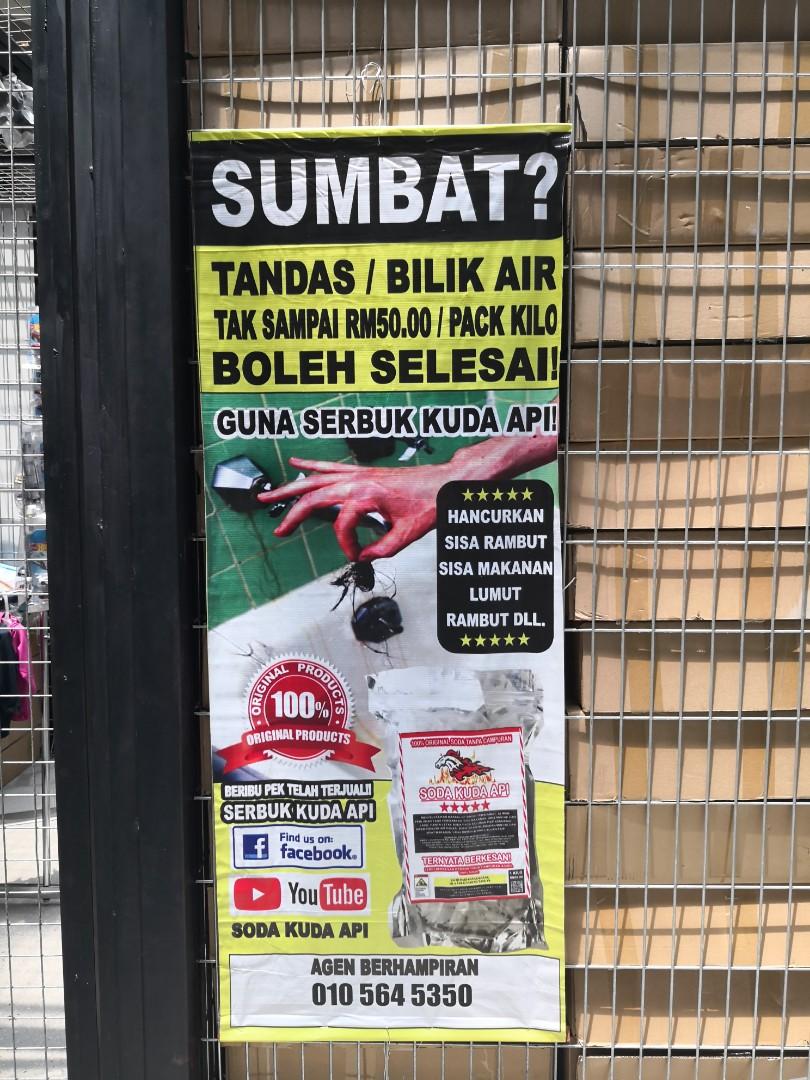 SUMBAT?
TANDAS / BILIK AIR
TAK SAMPAI RM50.00 / PACK KILO
BOLEH SELESAI!
GUNA SERBUK KUDA API!
★★★★★
HANCURKAN
SISA RAMBUT
SISA MAKANAN
LUMUT
RAMBUT DLL.
★★★★★
ORIGINAL PRODUCTS
100%
ORIGINAL PRODUCTS
100% ORIGINAL SODA TANPA CAMPURAN
SODA KUDA API
★★★★★
TERNYATA BERKESAN!
BERIBU PEK TELAH TERJUAL!!
SERBUK KUDA API
Find us on:
facebook.
YouTube
SODA KUDA API
AGEN BERHAMPIRAN
010 564 5350